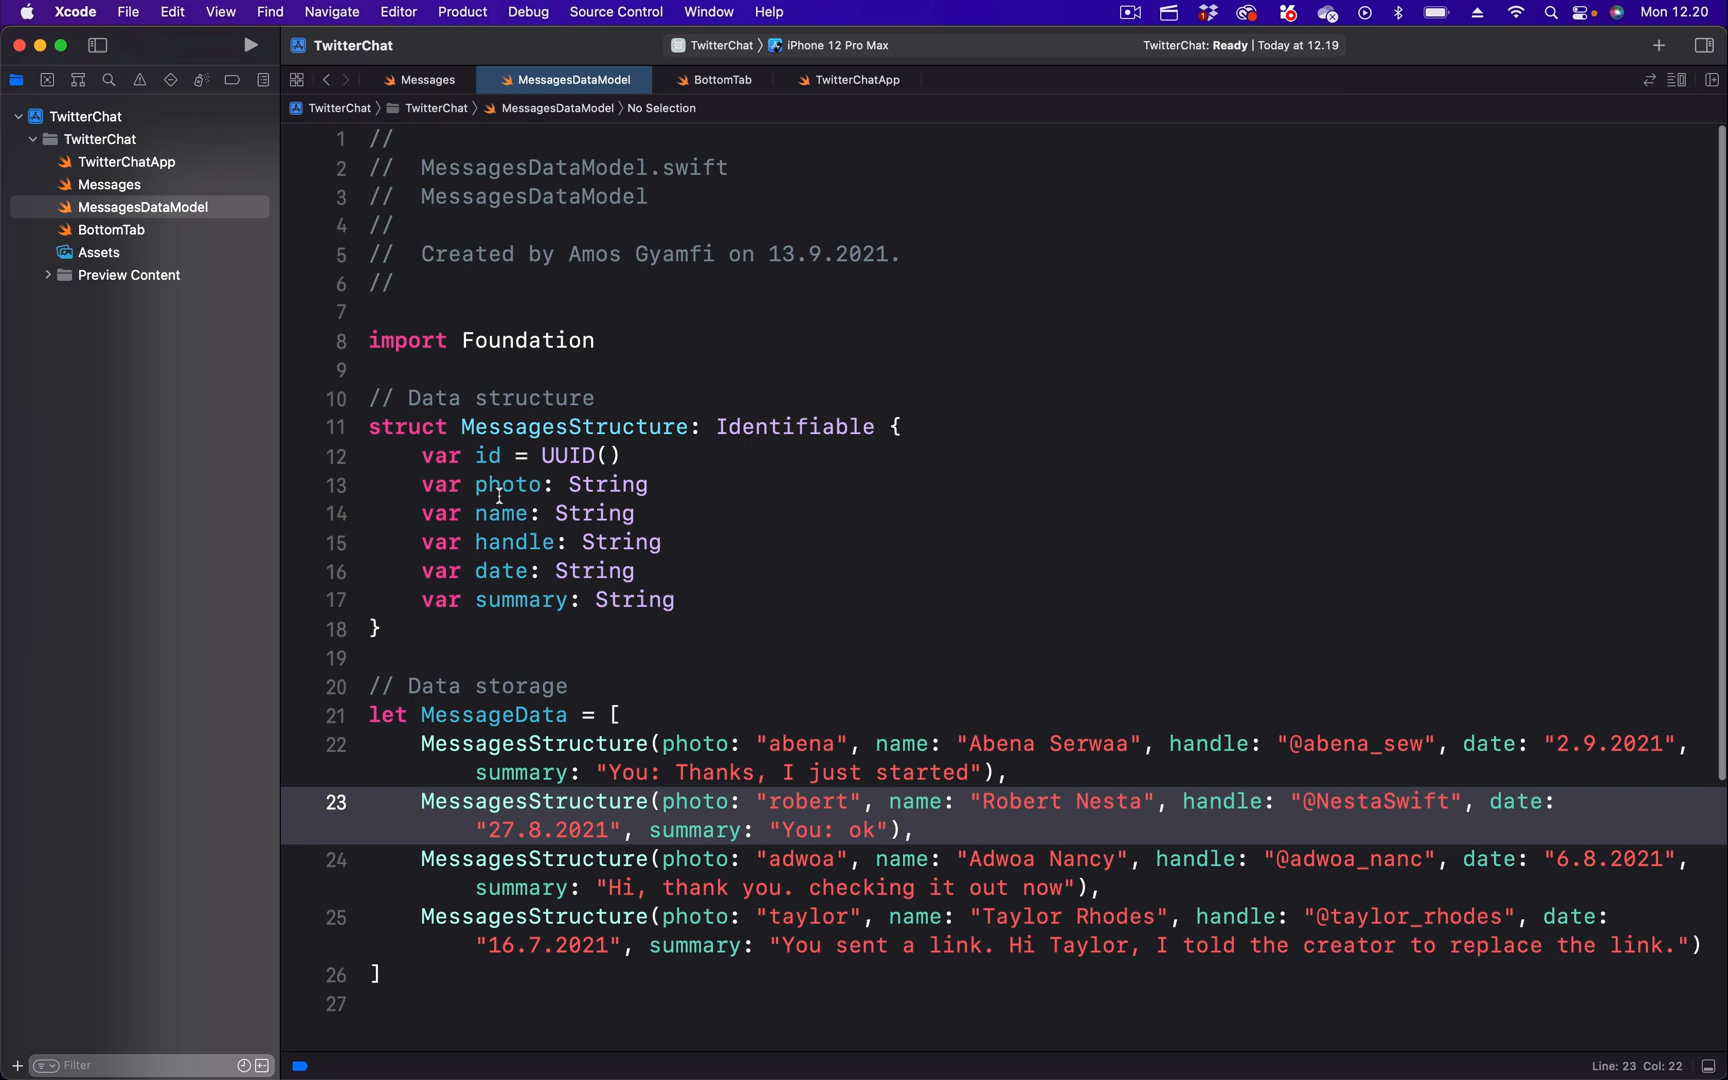 Xcode File Edit View Find Navigate Editor Product Debug Source Control Window Help Mon 12.20
TwitterChat TwitterChat iPhone 12 Pro Max TwitterChat: Ready | Today at 12.19
Messages MessagesDataModel BottomTab TwitterChatApp
TwitterChat TwitterChat MessagesDataModel No Selection
TwitterChat
TwitterChat
TwitterChatApp
Messages
MessagesDataModel
BottomTab
Assets
Preview Content
1 //
2 // MessagesDataModel.swift
3 // MessagesDataModel
4 //
5 // Created by Amos Gyamfi on 13.9.2021.
6 //
7
8 import Foundation
9
10 // Data structure
11 struct MessagesStructure: Identifiable {
12 var id = UUID()
13 var photo: String
14 var name: String
15 var handle: String
16 var date: String
17 var summary: String
18 }
19
20 // Data storage
21 let MessageData = [
22 MessagesStructure(photo: "abena", name: "Abena Serwaa", handle: "@abena_sew", date: "2.9.2021",
summary: "You: Thanks, I just started"),
23 MessagesStructure(photo: "robert", name: "Robert Nesta", handle: "@NestaSwift", date:
"27.8.2021", summary: "You: ok"),
24 MessagesStructure(photo: "adwoa", name: "Adwoa Nancy", handle: "@adwoa_nanc", date: "6.8.2021",
summary: "Hi, thank you. checking it out now"),
25 MessagesStructure(photo: "taylor", name: "Taylor Rhodes", handle: "@taylor_rhodes", date:
"16.7.2021", summary: "You sent a link. Hi Taylor, I told the creator to replace the link.")
26 ]
27
Filter
Line: 23 Col: 22